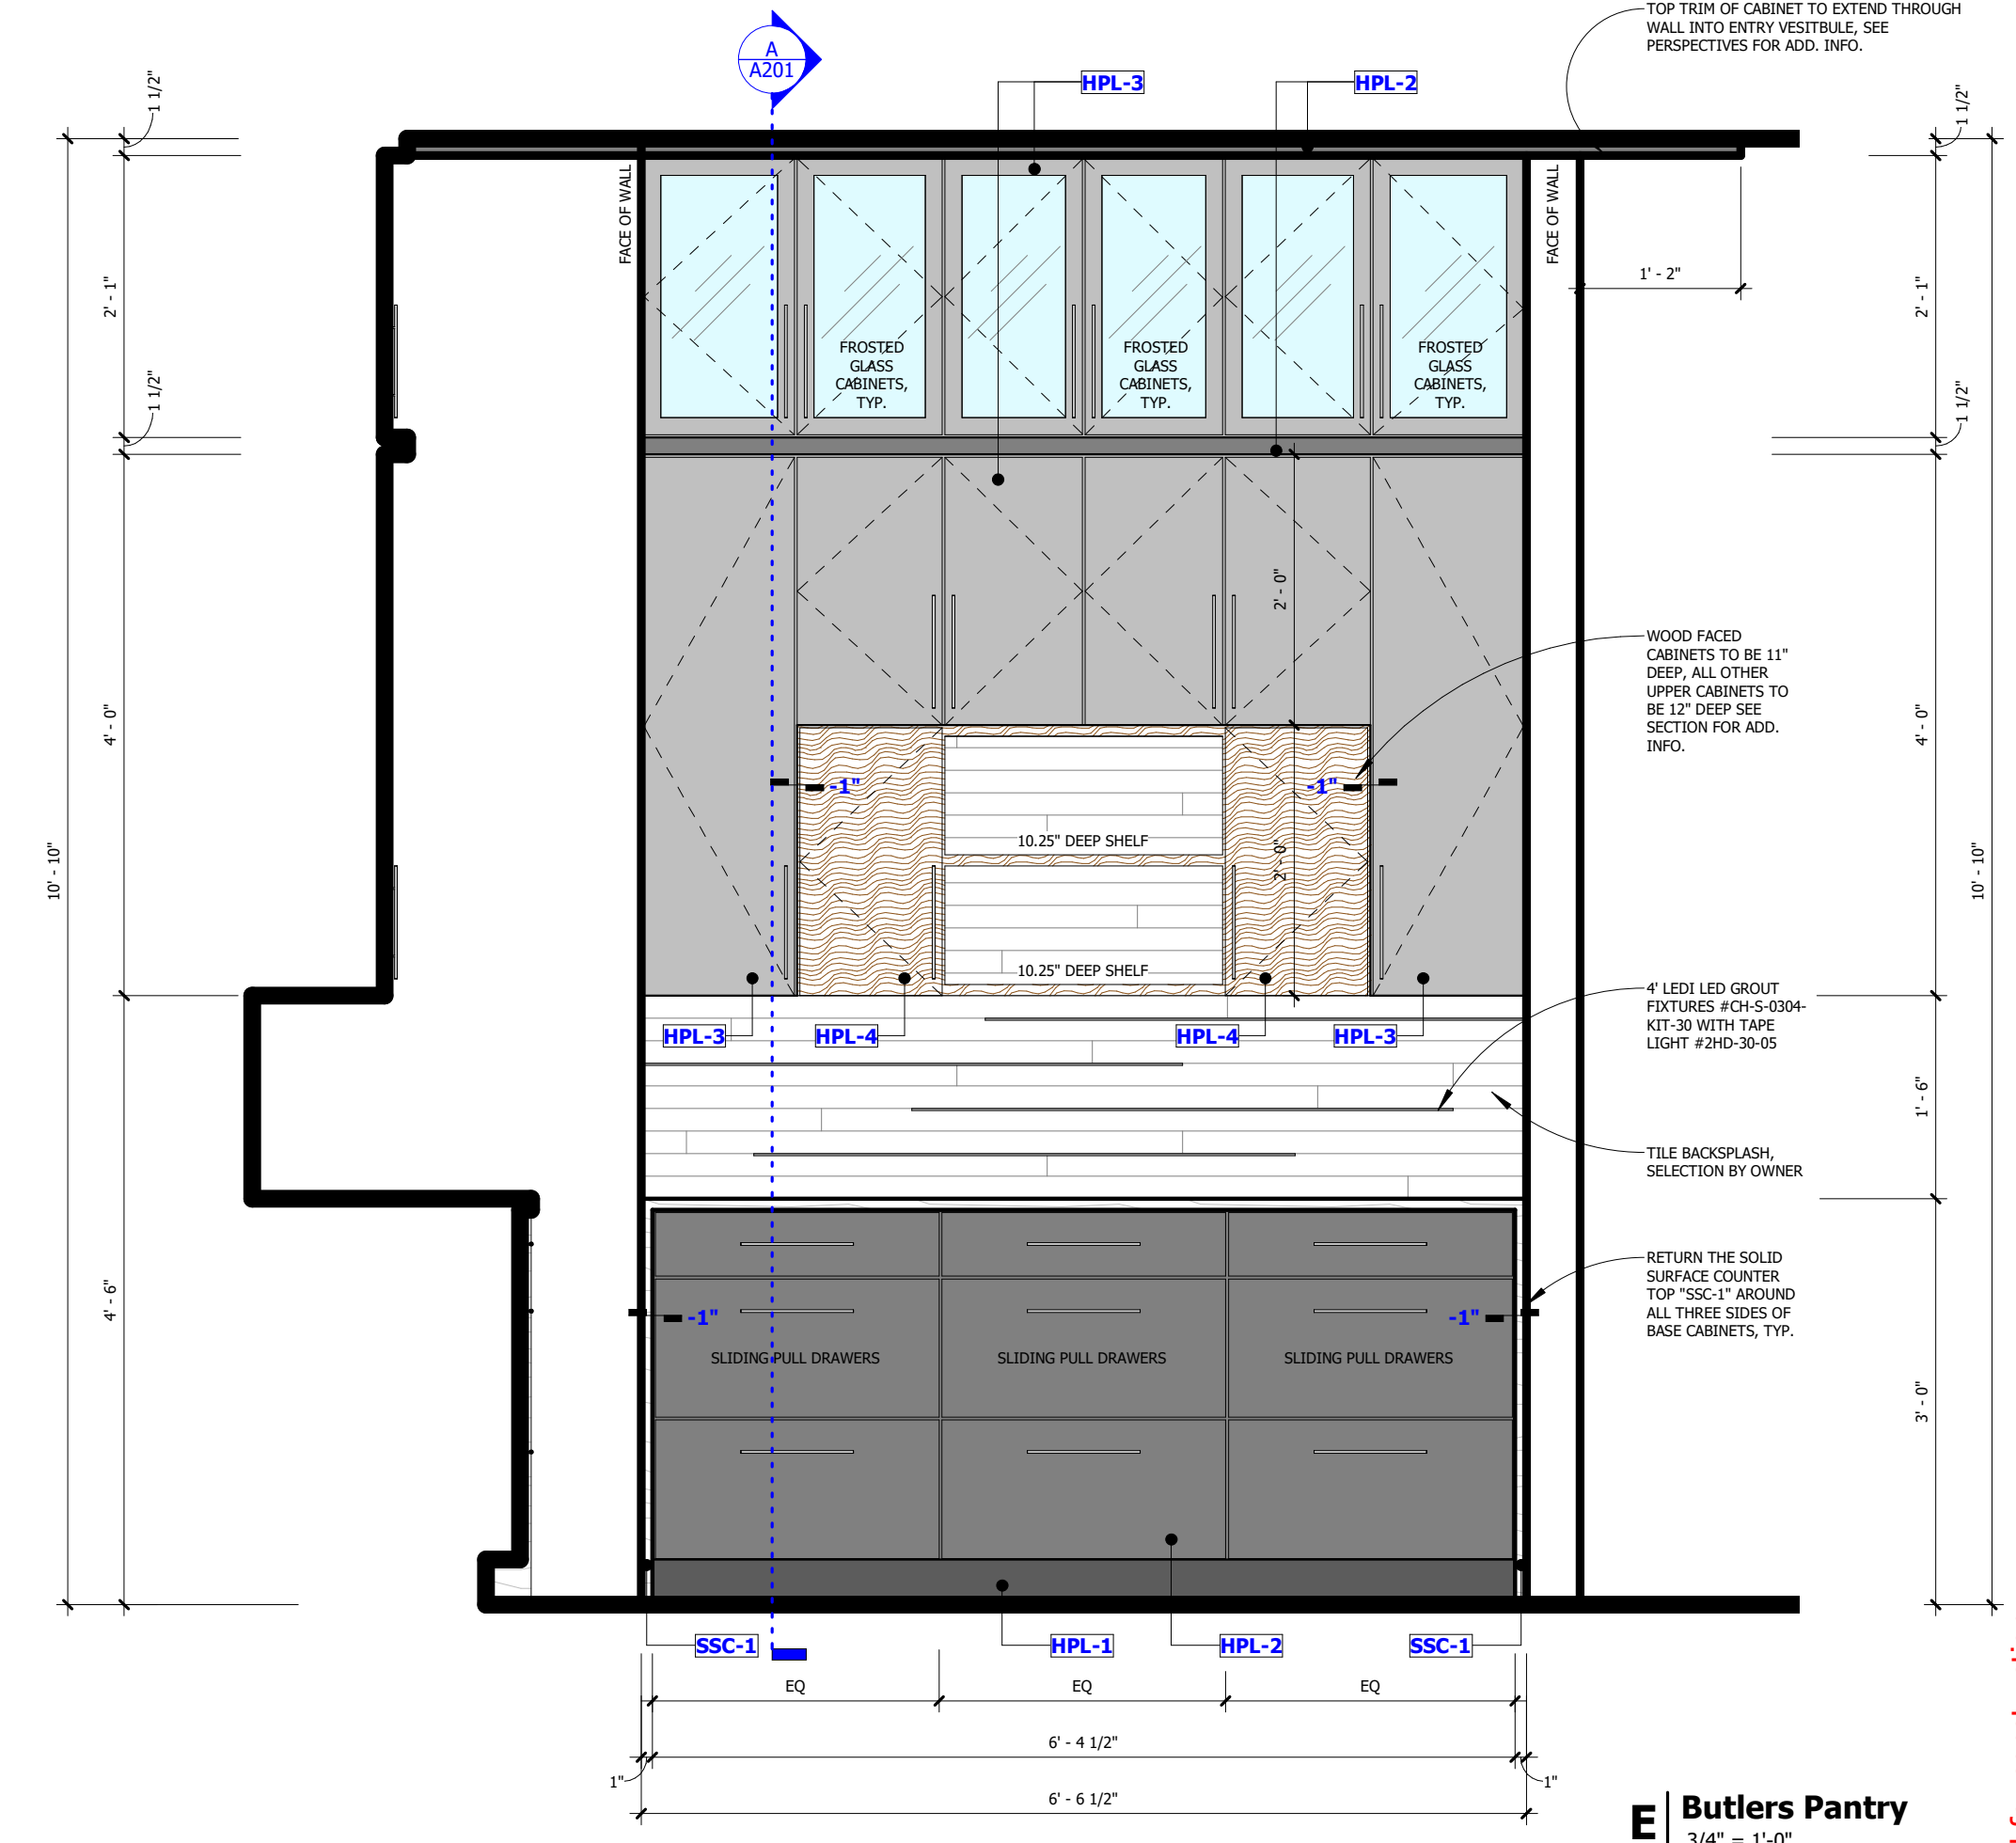 TOP TRIM OF CABINET TO EXTEND THROUGH
WALL INTO ENTRY VESITBULE, SEE
PERSPECTIVES FOR ADD. INFO.
A
A201
HPL-3
HPL-2
1 1/2"
1 1/2"
FACE OF WALL
FACE OF WALL
2' - 1"
1' - 2"
2' - 1"
FROSTED
GLASS
CABINETS,
TYP.
FROSTED
GLASS
CABINETS,
TYP.
FROSTED
GLASS
CABINETS,
TYP.
1 1/2"
1 1/2"
2' - 0"
WOOD FACED
CABINETS TO BE 11"
DEEP, ALL OTHER
UPPER CABINETS TO
BE 12" DEEP SEE
SECTION FOR ADD.
INFO.
4' - 0"
4' - 0"
-1"
-1"
10.25" DEEP SHELF
2' - 0"
10' - 10"
10' - 10"
10.25" DEEP SHELF
4' LEDI LED GROUT
FIXTURES #CH-S-0304-
KIT-30 WITH TAPE
LIGHT #2HD-30-05
HPL-3
HPL-4
HPL-4
HPL-3
1' - 6"
TILE BACKSPLASH,
SELECTION BY OWNER
RETURN THE SOLID
SURFACE COUNTER
TOP "SSC-1" AROUND
ALL THREE SIDES OF
BASE CABINETS, TYP.
4' - 6"
-1"
-1"
SLIDING PULL DRAWERS
SLIDING PULL DRAWERS
SLIDING PULL DRAWERS
3' - 0"
SSC-1
HPL-1
HPL-2
SSC-1
EQ
EQ
EQ
6' - 4 1/2"
1"
1"
6' - 6 1/2"
E
Butlers Pantry
3/4" = 1'-0"